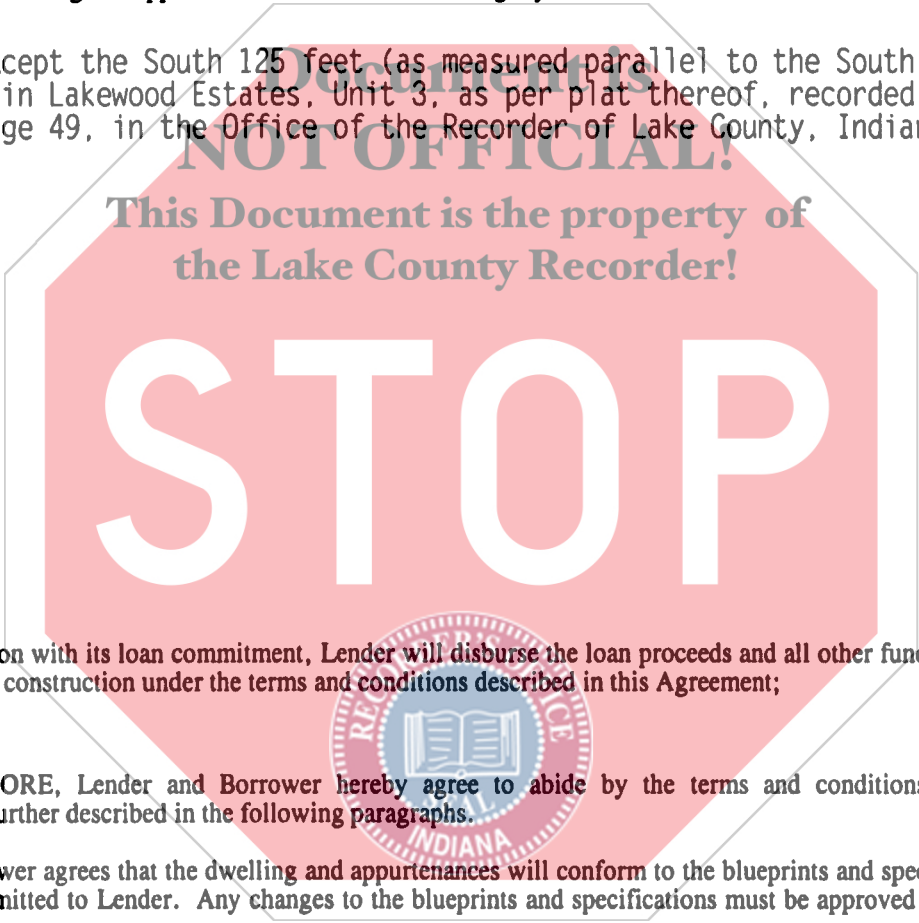 cept the South 125 feet (as measured parallel to the South
Document is
in Lakewood Estates, Unit 3, as per plat thereof, recorded
ge 49, in the Office of the Recorder of Lake County, Indian
NOT OFFICIAL!
This Document is the property of
the Lake County Recorder!
STOP
on with its loan commitment, Lender will disburse the loan proceeds and all other fun
construction under the terms and conditions described in this Agreement;
RECORDER'S OFFICE
SEAL
INDIANA
ORE, Lender and Borrower hereby agree to abide by the terms and conditions
urther described in the following paragraphs.
wer agrees that the dwelling and appurtenances will conform to the blueprints and spe
mitted to Lender. Any changes to the blueprints and specifications must be approved